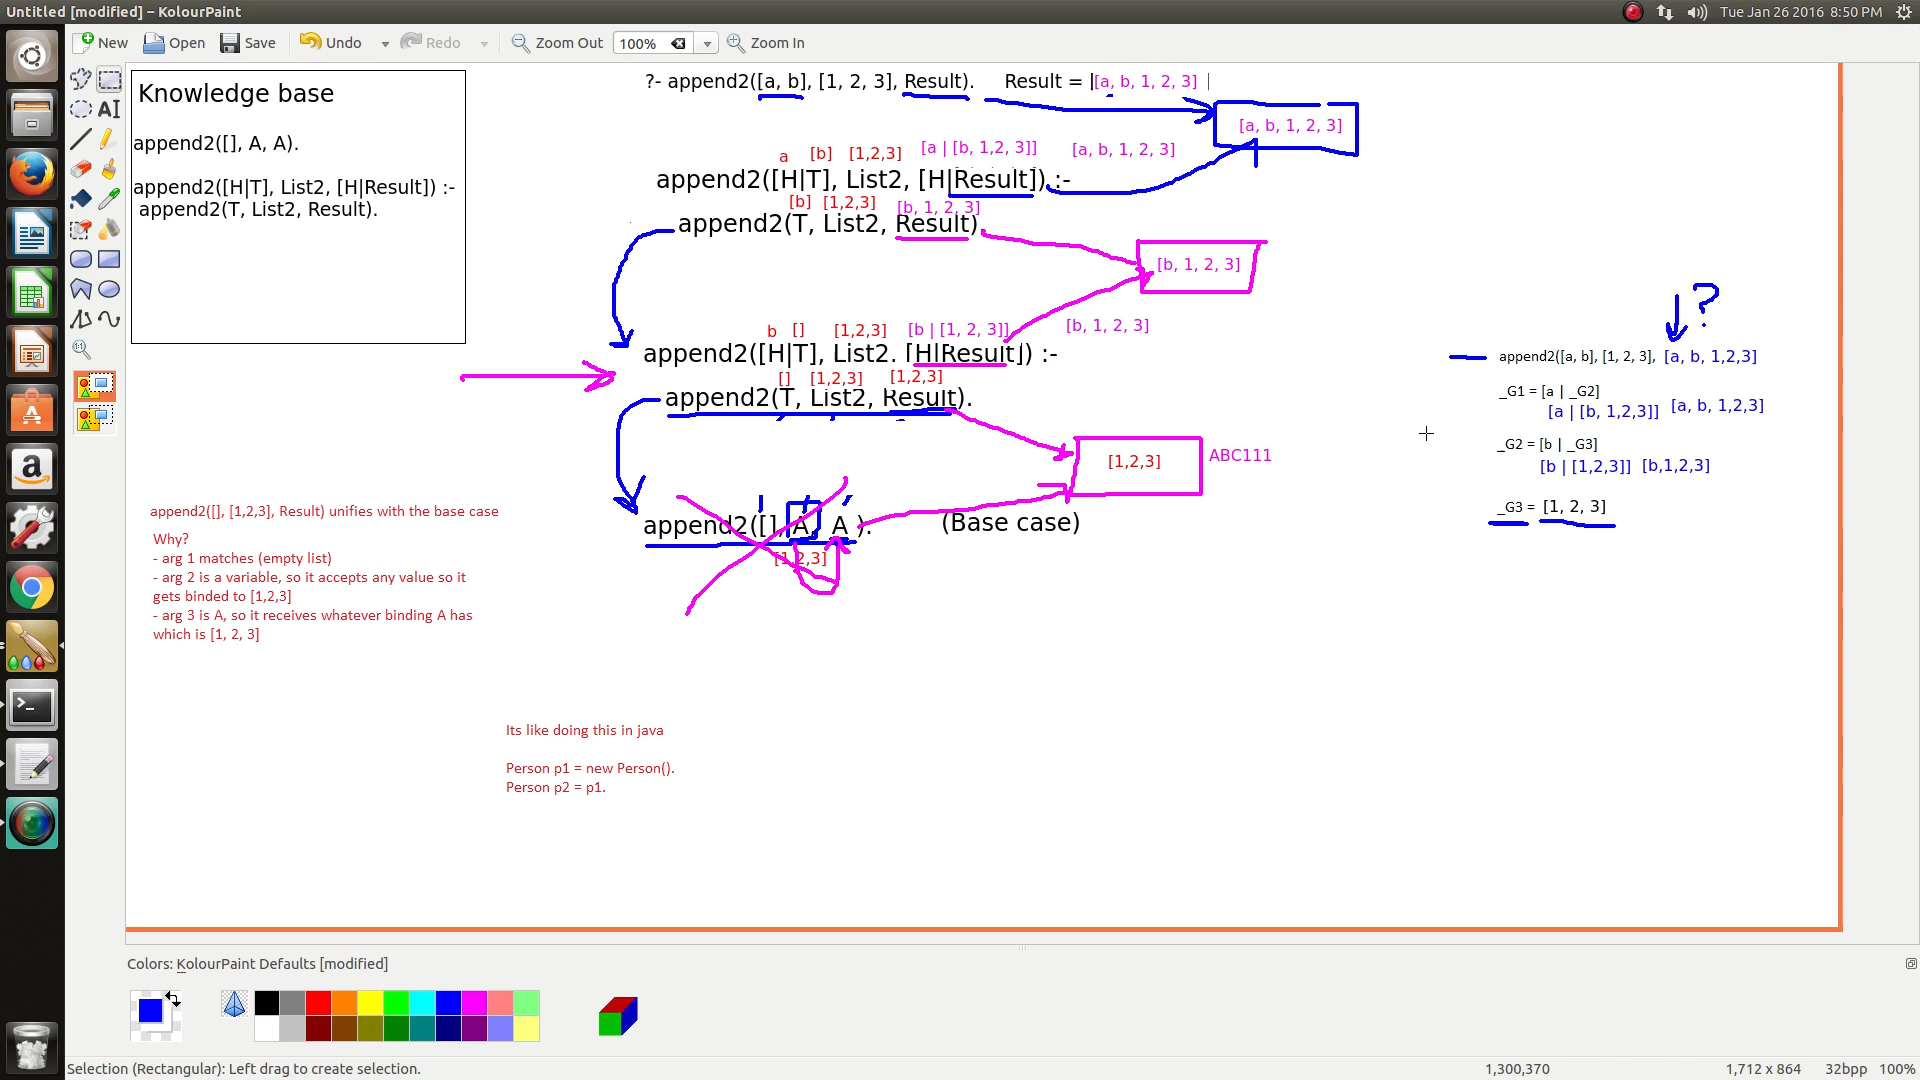 Untitled [modified] – KolourPaint
Tue Jan 26 2016 8:50 PM
New Open Save Undo Redo Zoom Out 100% Zoom In
Knowledge base
append2([], A, A).
append2([H|T], List2, [H|Result]) :-
append2(T, List2, Result).
?- append2([a, b], [1, 2, 3], Result). Result = [a, b, 1, 2, 3]
[a, b, 1, 2, 3]
a [b] [1,2,3] [a | [b, 1,2, 3]] [a, b, 1, 2, 3]
append2([H|T], List2, [H|Result]) :-
[b] [1,2,3] [b, 1, 2, 3]
append2(T, List2, Result)
[b, 1, 2, 3]
b [] [1,2,3] [b | [1, 2, 3]] [b, 1, 2, 3]
append2([H|T], List2. [H|Result]) :-
[] [1,2,3] [1,2,3]
append2(T, List2, Result).
[1,2,3] ABC111
append2([], A, A ). (Base case)
[1,2,3]
?
append2([a, b], [1, 2, 3], [a, b, 1,2,3]
_G1 = [a | _G2]
[a | [b, 1,2,3]] [a, b, 1,2,3]
_G2 = [b | _G3]
[b | [1,2,3]] [b,1,2,3]
_G3 = [1, 2, 3]
append2([], [1,2,3], Result) unifies with the base case
Why?
- arg 1 matches (empty list)
- arg 2 is a variable, so it accepts any value so it
gets binded to [1,2,3]
- arg 3 is A, so it receives whatever binding A has
which is [1, 2, 3]
Its like doing this in java
Person p1 = new Person().
Person p2 = p1.
Colors: KolourPaint Defaults [modified]
Selection (Rectangular): Left drag to create selection.
1,300,370 1,712 x 864 32bpp 100%